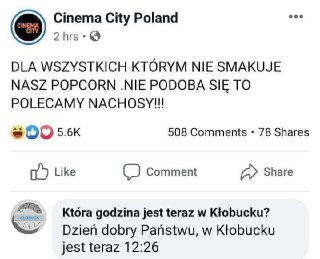 CINEMA
CITY
Cinema City Poland
2 hrs •
DLA WSZYSTKICH KTÓRYM NIE SMAKUJE
NASZ POPCORN .NIE PODOBA SIĘ TO
POLECAMY NACHOSY!!!
5.6K
508 Comments • 78 Shares
Like
Comment
Share
Która godzina jest teraz w Kłobucku?
Dzień dobry Państwu, w Kłobucku
jest teraz 12:26